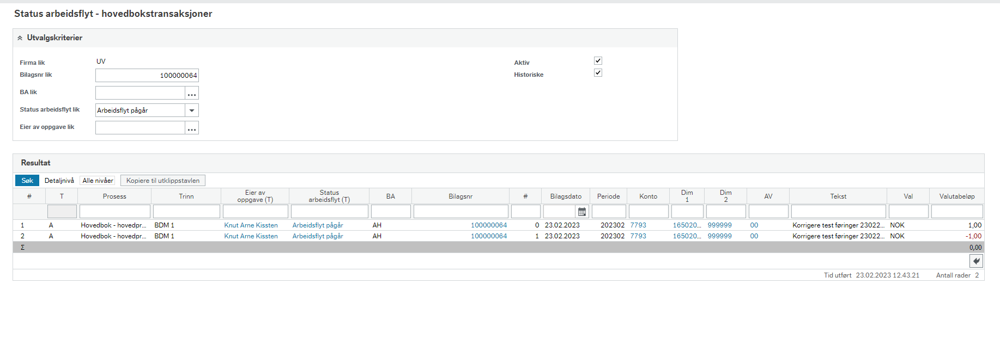 Status arbeidsflyt - hovedbokstransaksjoner
Utvalgskriterier
Firma lik UV Aktiv
Bilagsnr lik 100000064 Historiske
BA lik ...
Status arbeidsflyt lik Arbeidsflyt pågår
Eier av oppgave lik ...
Resultat
Søk Detaljnivå Alle nivåer Kopiere til utklippstavlen
# T Prosess Trinn Eier av oppgave (T) Status arbeidsflyt (T) BA Bilagsnr # Bilagsdato Periode Konto Dim 1 Dim 2 AV Tekst Val Valutabeløp
1 A Hovedbok - hovedpr... BDM 1 Knut Arne Kissten Arbeidsflyt pågår AH 100000064 0 23.02.2023 202302 7793 165020... 999999 00 Korrigere test føringer 23022... NOK 1,00
2 A Hovedbok - hovedpr... BDM 1 Knut Arne Kissten Arbeidsflyt pågår AH 100000064 1 23.02.2023 202302 7793 165020... 999999 00 Korrigere test føringer 23022... NOK -1,00
Σ 0,00
Tid utført 23.02.2023 12.43.21 Antall rader 2